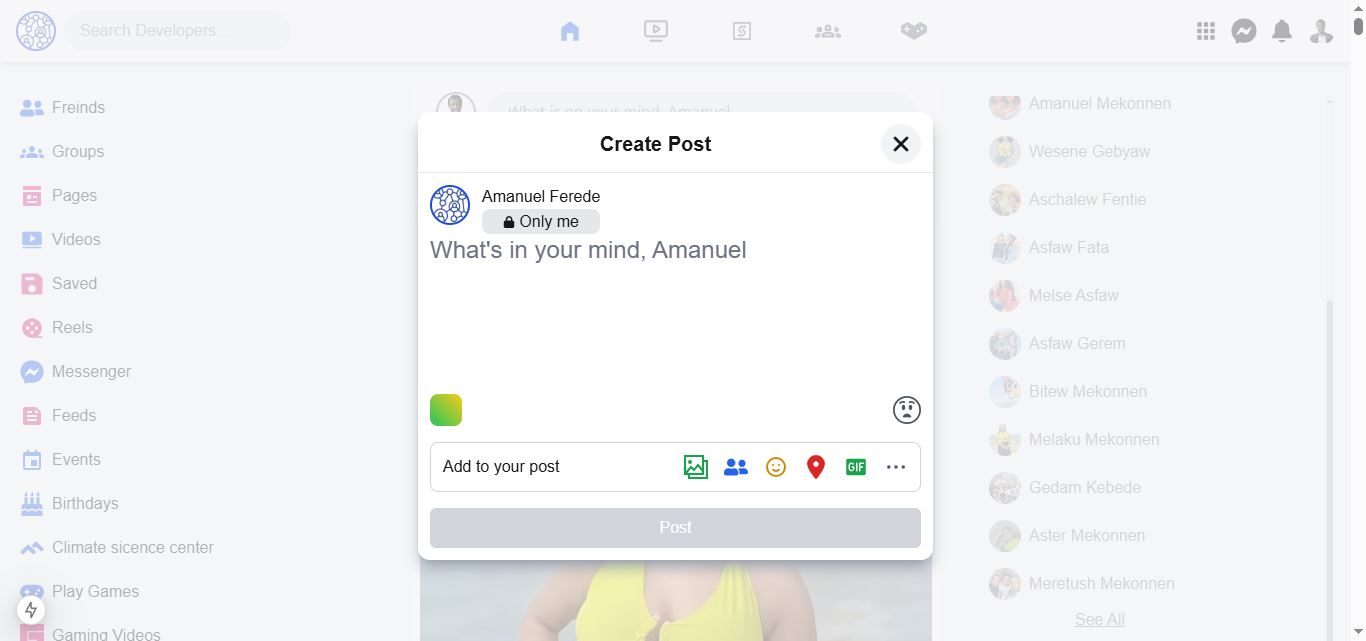 Search Developers ...
Freinds
Groups
Pages
Videos
Saved
Reels
Messenger
Feeds
Events
Birthdays
Climate sicence center
Play Games
Gaming Videos
What is on your mind, Amanuel
Create Post
Amanuel Ferede
Only me
What's in your mind, Amanuel
Add to your post
GIF
Post
Amanuel Mekonnen
Wesene Gebyaw
Aschalew Fentie
Asfaw Fata
Melse Asfaw
Asfaw Gerem
Bitew Mekonnen
Melaku Mekonnen
Gedam Kebede
Aster Mekonnen
Meretush Mekonnen
See All